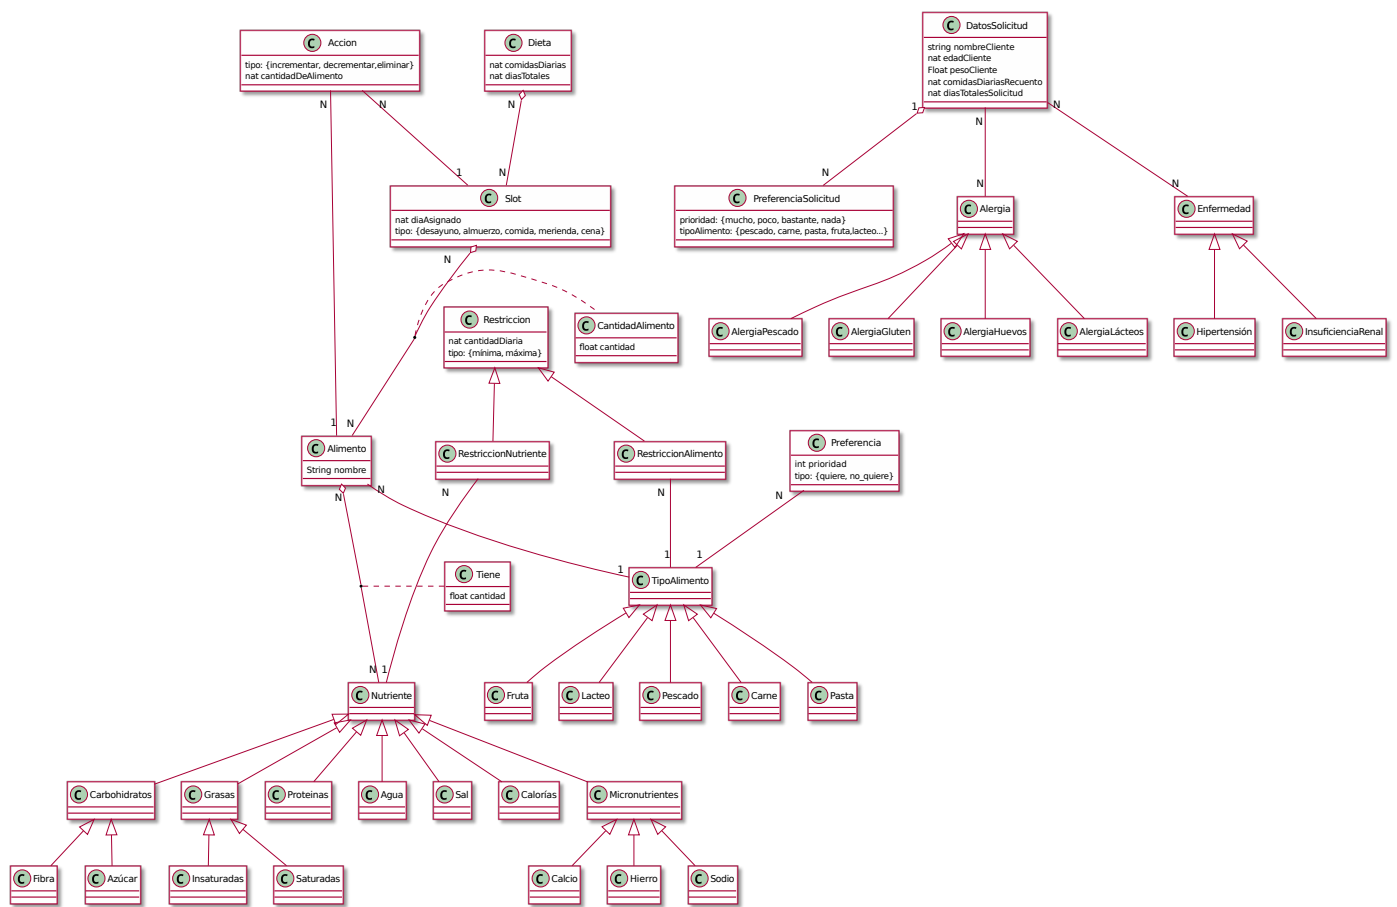 C Accion
tipo: {incrementar, decrementar,eliminar}
nat cantidadDeAlimento
C Dieta
nat comidasDiarias
nat diasTotales
C DatosSolicitud
string nombreCliente
nat edadCliente
Float pesoCliente
nat comidasDiariasRecuento
nat diasTotalesSolicitud
N N N 1 N N
1 N N N N
C Slot
nat diaAsignado
tipo: {desayuno, almuerzo, comida, merienda, cena}
C PreferenciaSolicitud
prioridad: {mucho, poco, bastante, nada}
tipoAlimento: {pescado, carne, pasta, fruta,lacteo...}
C Alergia
C Enfermedad
N
C Restriccion
nat cantidadDiaria
tipo: {mínima, máxima}
C CantidadAlimento
float cantidad
C AlergiaPescado
C AlergiaGluten
C AlergiaHuevos
C AlergiaLácteos
C Hipertensión
C InsuficienciaRenal
1 N
C Alimento
String nombre
C RestriccionNutriente
C RestriccionAlimento
C Preferencia
int prioridad
tipo: {quiere, no_quiere}
N N N N N
1 1 1
C Tiene
float cantidad
C TipoAlimento
N 1
C Nutriente
C Fruta
C Lacteo
C Pescado
C Carne
C Pasta
C Carbohidratos
C Grasas
C Proteinas
C Agua
C Sal
C Calorías
C Micronutrientes
C Fibra
C Azúcar
C Insaturadas
C Saturadas
C Calcio
C Hierro
C Sodio